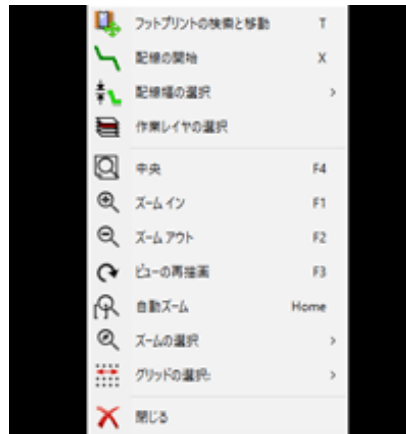 フットプリントの検索と移動 T
配線の開始 X
配線幅の選択 >
作業レイヤの選択
中央 F4
ズーム イン F1
ズーム アウト F2
ビューの再描画 F3
自動ズーム Home
ズームの選択 >
グリッドの選択: >
閉じる